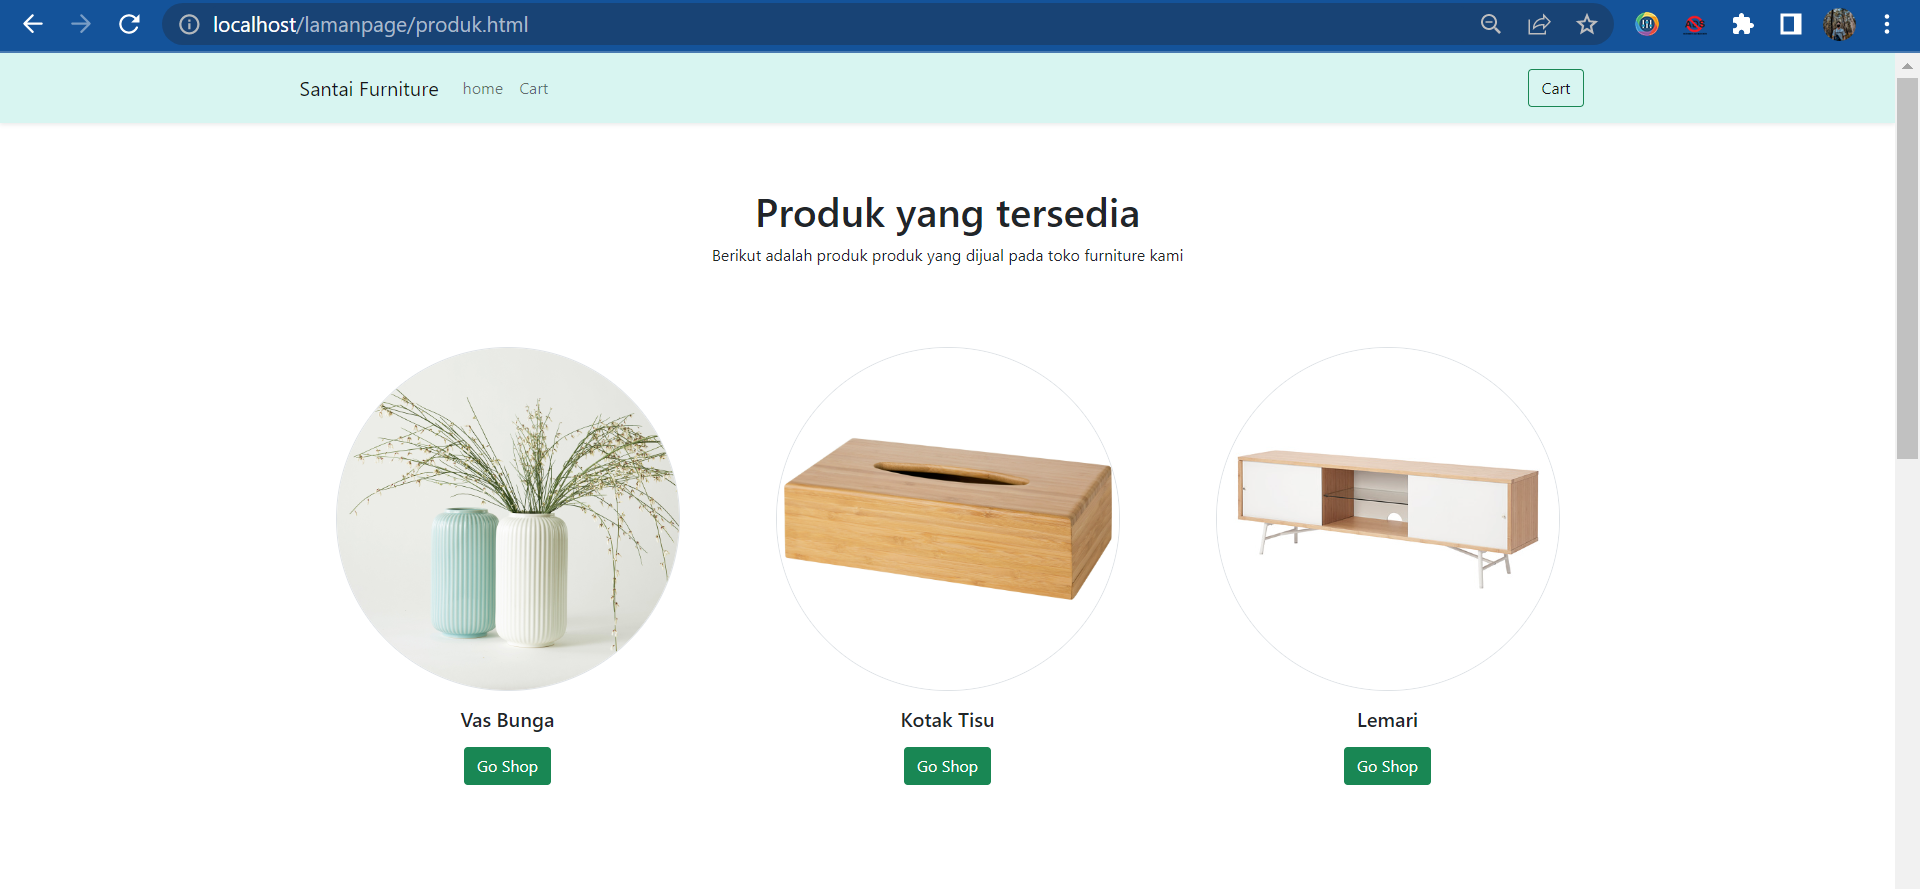 localhost/lamanpage/produk.html
Santai Furniture home Cart Cart
Produk yang tersedia
Berikut adalah produk produk yang dijual pada toko furniture kami
Vas Bunga Kotak Tisu Lemari
Go Shop Go Shop Go Shop